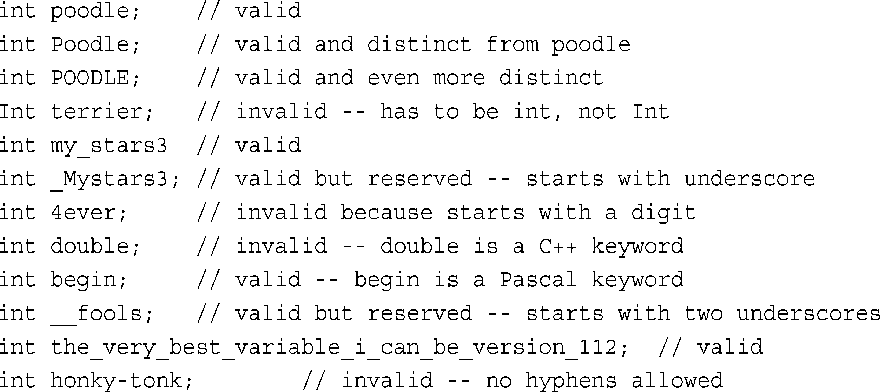 int poodle;    // valid
int Poodle;    // valid and distinct from poodle
int POODLE;    // valid and even more distinct
Int terrier;   // invalid -- has to be int, not Int
int my_stars3  // valid
int _Mystars3; // valid but reserved -- starts with underscore
int 4ever;     // invalid because starts with a digit
int double;    // invalid -- double is a C++ keyword
int begin;     // valid -- begin is a Pascal keyword
int __fools;   // valid but reserved -- starts with two underscores
int the_very_best_variable_i_can_be_version_112;  // valid
int honky-tonk;        // invalid -- no hyphens allowed